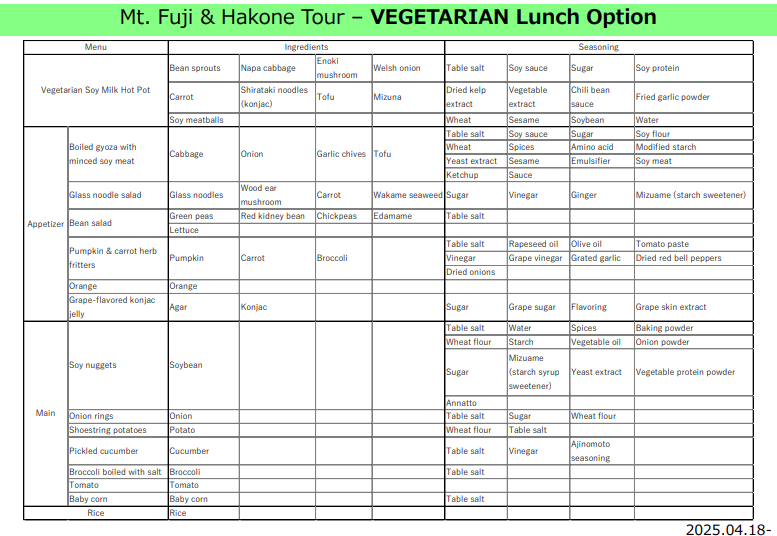 Mt. Fuji & Hakone Tour – VEGETARIAN Lunch Option
Menu Ingredients Seasoning
Vegetarian Soy Milk Hot Pot
Bean sprouts Napa cabbage Enoki mushroom Welsh onion Table salt Soy sauce Sugar Soy protein
Carrot Shirataki noodles (konjac) Tofu Mizuna Dried kelp extract Vegetable extract Chili bean sauce Fried garlic powder
Soy meatballs Wheat Sesame Soybean Water
Appetizer
Boiled gyoza with minced soy meat Cabbage Onion Garlic chives Tofu
Table salt Soy sauce Sugar Soy flour
Wheat Spices Amino acid Modified starch
Yeast extract Sesame Emulsifier Soy meat
Ketchup Sauce
Glass noodle salad Glass noodles Wood ear mushroom Carrot Wakame seaweed Sugar Vinegar Ginger Mizuame (starch sweetener)
Bean salad Green peas Red kidney bean Chickpeas Edamame Table salt
Lettuce
Pumpkin & carrot herb fritters Pumpkin Carrot Broccoli
Table salt Rapeseed oil Olive oil Tomato paste
Vinegar Grape vinegar Grated garlic Dried red bell peppers
Dried onions
Orange Orange
Grape-flavored konjac jelly Agar Konjac Sugar Grape sugar Flavoring Grape skin extract
Main
Soy nuggets Soybean
Table salt Water Spices Baking powder
Wheat flour Starch Vegetable oil Onion powder
Sugar Mizuame (starch syrup sweetener) Yeast extract Vegetable protein powder
Annatto
Onion rings Onion Table salt Sugar Wheat flour
Shoestring potatoes Potato Wheat flour Table salt
Pickled cucumber Cucumber Table salt Vinegar Ajinomoto seasoning
Broccoli boiled with salt Broccoli Table salt
Tomato Tomato
Baby corn Baby corn Table salt
Rice Rice
2025.04.18-